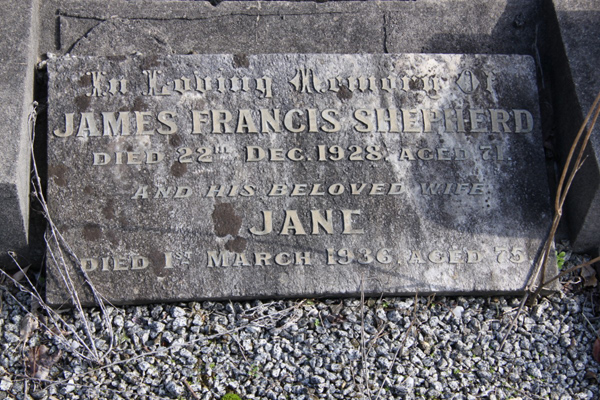 In Loving Memory Of
JAMES FRANCIS SHEPHERD
DIED 22ND DEC. 1928, AGED 71.
AND HIS BELOVED WIFE
JANE
DIED 1ST MARCH 1936, AGED 75.